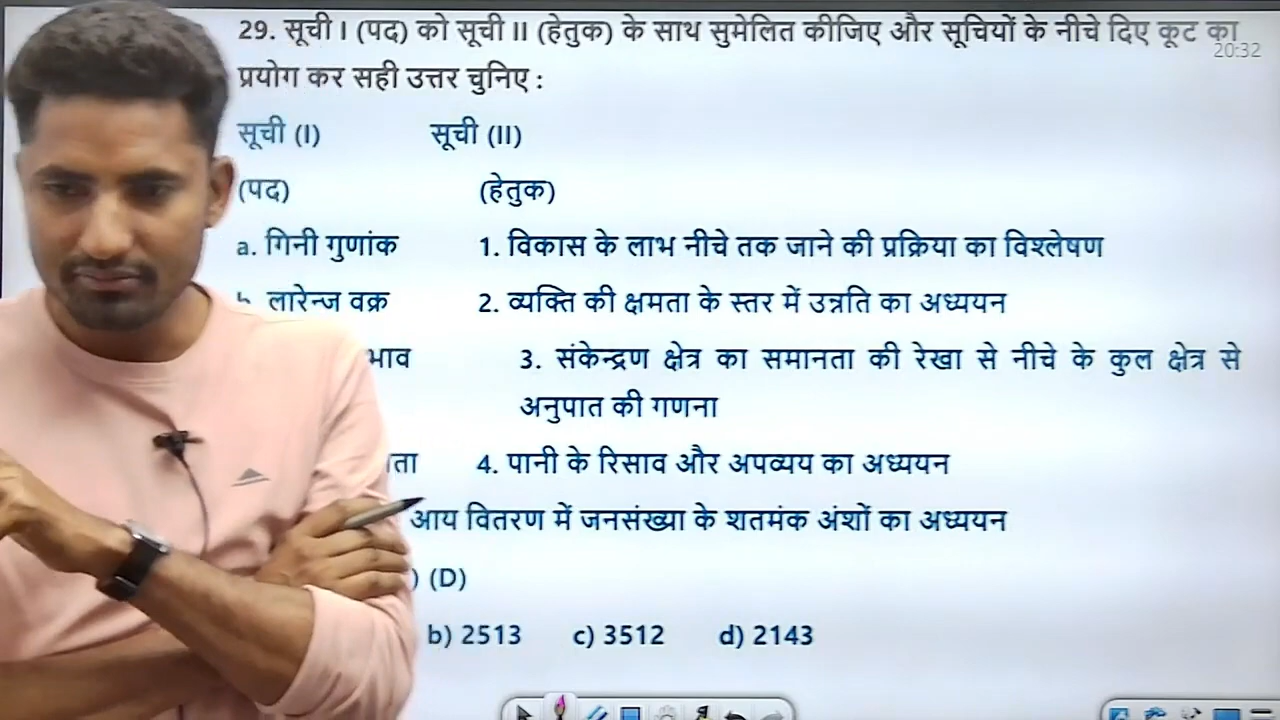 29. सूची I (पद) को सूची II (हेतुक) के साथ सुमेलित कीजिए और सूचियों के नीचे दिए कूट का
20:32
प्रयोग कर सही उत्तर चुनिए :
सूची (I) सूची (II)
(पद) (हेतुक)
a. गिनी गुणांक 1. विकास के लाभ नीचे तक जाने की प्रक्रिया का विश्लेषण
लारेन्ज वक्र 2. व्यक्ति की क्षमता के स्तर में उन्नति का अध्ययन
3. संकेन्द्रण क्षेत्र का समानता की रेखा से नीचे के कुल क्षेत्र से
अनुपात की गणना
4. पानी के रिसाव और अपव्यय का अध्ययन
आय वितरण में जनसंख्या के शतमंक अंशों का अध्ययन
) (D)
b) 2513 c) 3512 d) 2143